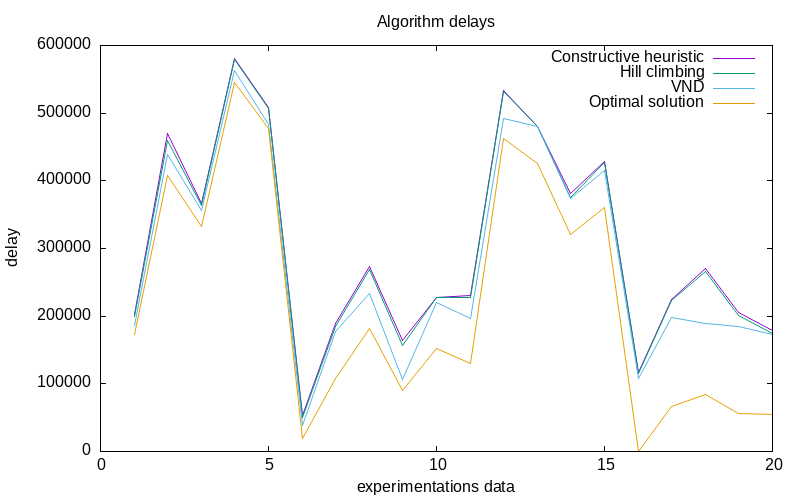 Algorithm delays
600000
500000
400000
300000
200000
100000
0
delay
Constructive heuristic
Hill climbing
VND
Optimal solution
0 5 10 15 20
experimentations data